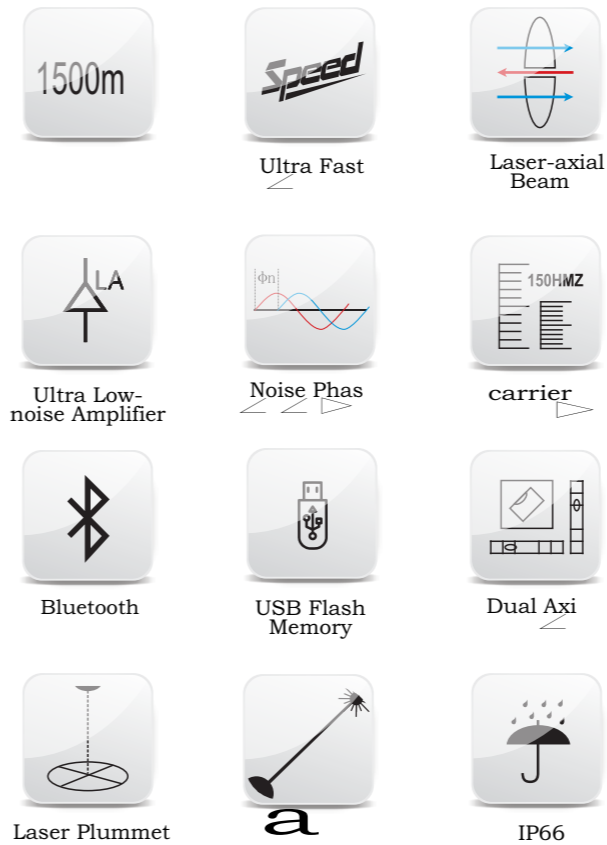 1500m
Speed
Ultra Fast
Laser-axial
Beam
LA
Ultra Low-
noise Amplifier
ϕn
Noise Phas
150HMZ
carrier
Bluetooth
USB Flash
Memory
Dual Axi
Laser Plummet
a
IP66